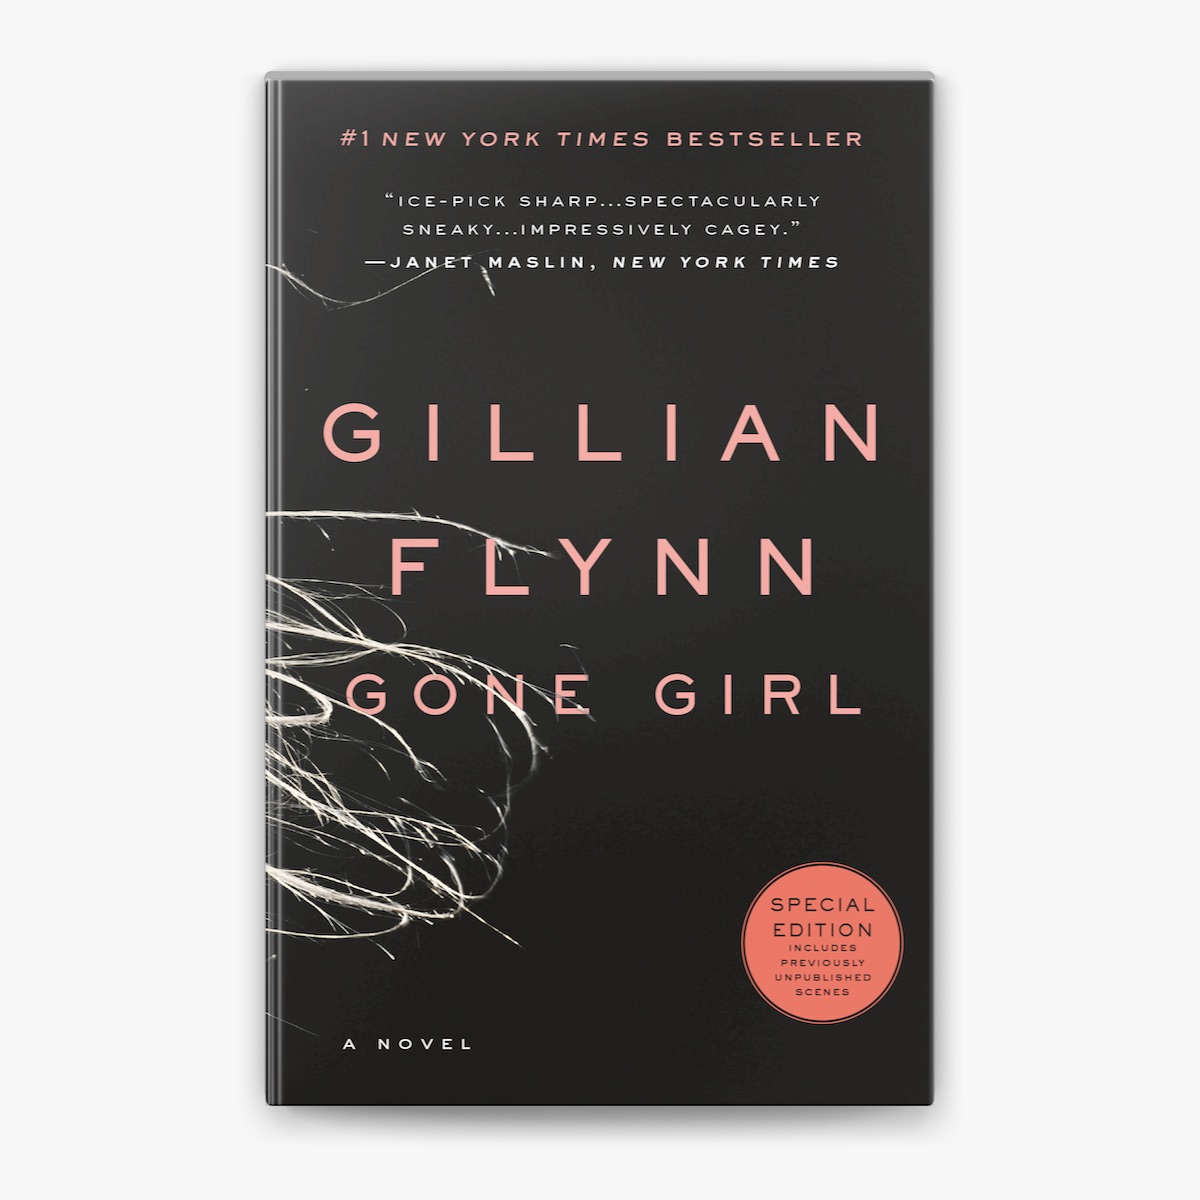 #1 NEW YORK TIMES BESTSELLER
“ICE-PICK SHARP...SPECTACULARLY
SNEAKY...IMPRESSIVELY CAGEY.”
—JANET MASLIN, NEW YORK TIMES
GILLIAN
FLYNN
GONE GIRL
SPECIAL
EDITION
INCLUDES
PREVIOUSLY
UNPUBLISHED
SCENES
A NOVEL